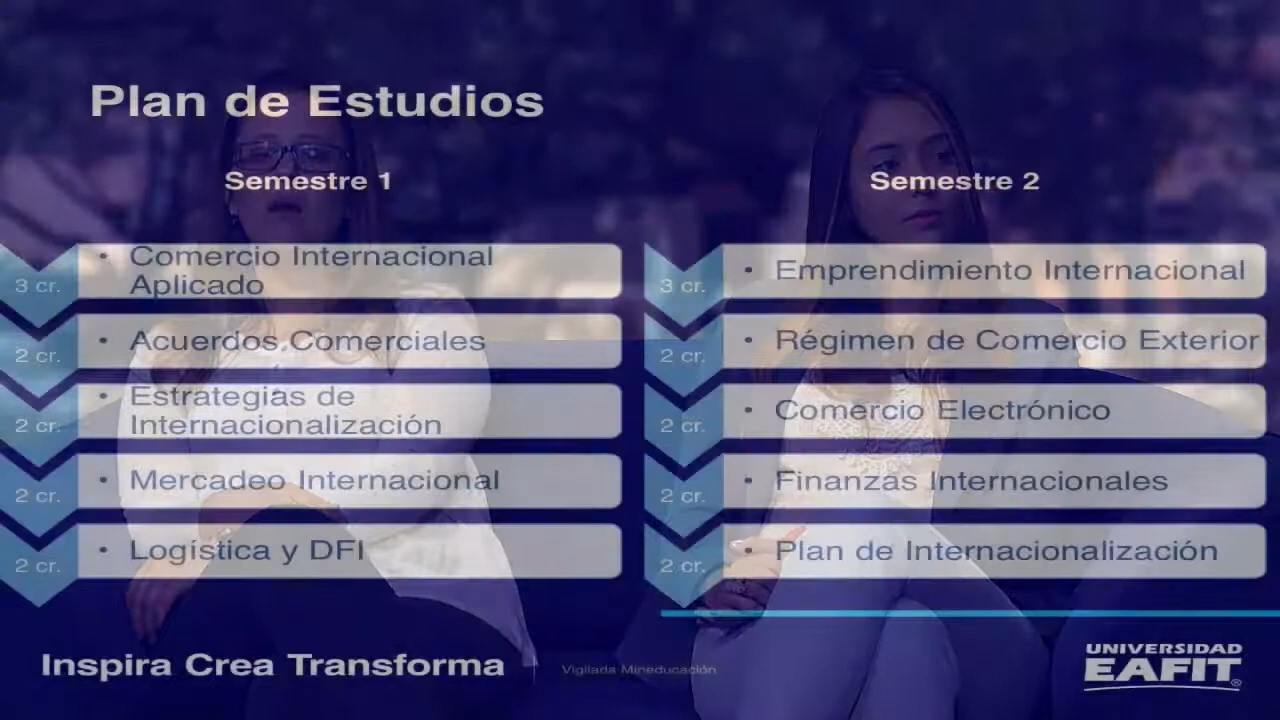 Plan de Estudios
Semestre 1
3 cr.
• Comercio Internacional
Aplicado
2 cr.
• Acuerdos Comerciales
2 cr.
• Estrategias de
Internacionalización
2 cr.
• Mercadeo Internacional
2 cr.
• Logística y DFI
Semestre 2
3 cr.
• Emprendimiento Internacional
2 cr.
• Régimen de Comercio Exterior
2 cr.
• Comercio Electrónico
2 cr.
• Finanzas Internacionales
2 cr.
• Plan de Internacionalización
Inspira Crea Transforma
Vigilada Mineducación
UNIVERSIDAD
EAFIT®